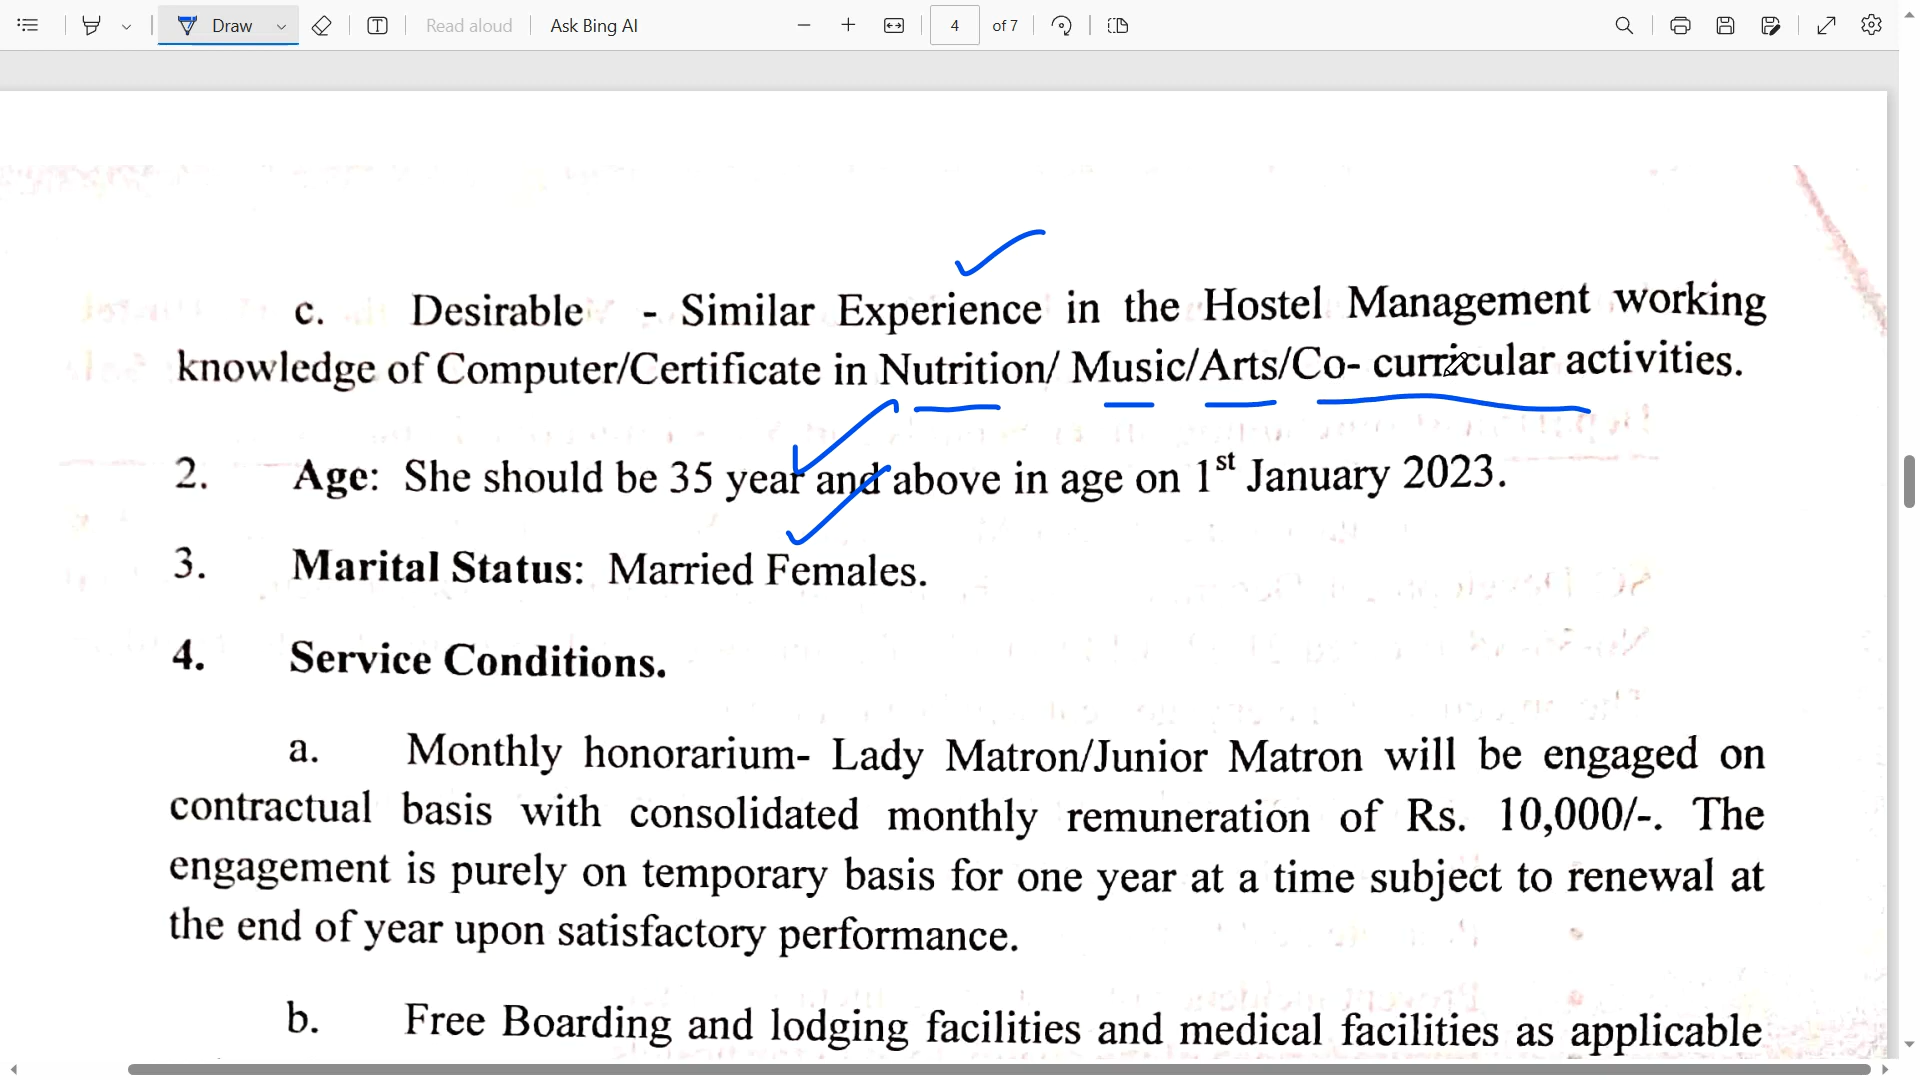 Draw
Read aloud
Ask Bing AI
4 of 7
c. Desirable - Similar Experience in the Hostel Management working
knowledge of Computer/Certificate in Nutrition/ Music/Arts/Co- curricular activities.
2. Age: She should be 35 year and above in age on 1st January 2023.
3. Marital Status: Married Females.
4. Service Conditions.
a. Monthly honorarium- Lady Matron/Junior Matron will be engaged on
contractual basis with consolidated monthly remuneration of Rs. 10,000/-. The
engagement is purely on temporary basis for one year at a time subject to renewal at
the end of year upon satisfactory performance.
b. Free Boarding and lodging facilities and medical facilities as applicable